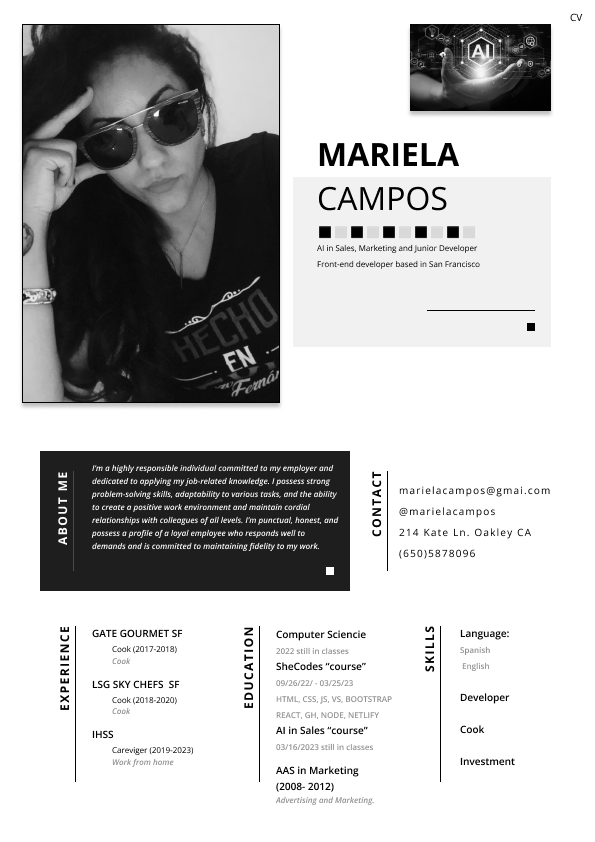 CV
AI
MARIELA
CAMPOS
AI in Sales, Marketing and Junior Developer
Front-end developer based in San Francisco
HECHO
EN
ABOUT ME
I'm a highly responsible individual committed to my employer and
dedicated to applying my job-related knowledge. I possess strong
problem-solving skills, adaptability to various tasks, and the ability
to create a positive work environment and maintain cordial
relationships with colleagues of all levels. I'm punctual, honest, and
possess a profile of a loyal employee who responds well to
demands and is committed to maintaining fidelity to my work.
CONTACT
marielacampos@gmai.com
@marielacampos
214 Kate Ln. Oakley CA
(650)5878096
EXPERIENCE
GATE GOURMET SF
Cook (2017-2018)
Cook
LSG SKY CHEFS SF
Cook (2018-2020)
Cook
IHSS
Careviger (2019-2023)
Work from home
EDUCATION
Computer Sciencie
2022 still in classes
SheCodes “course”
09/26/22/ - 03/25/23
HTML, CSS, JS, VS, BOOTSTRAP
REACT, GH, NODE, NETLIFY
AI in Sales “course”
03/16/2023 still in classes
AAS in Marketing
(2008- 2012)
Advertising and Marketing.
SKILLS
Language:
Spanish
English
Developer
Cook
Investment